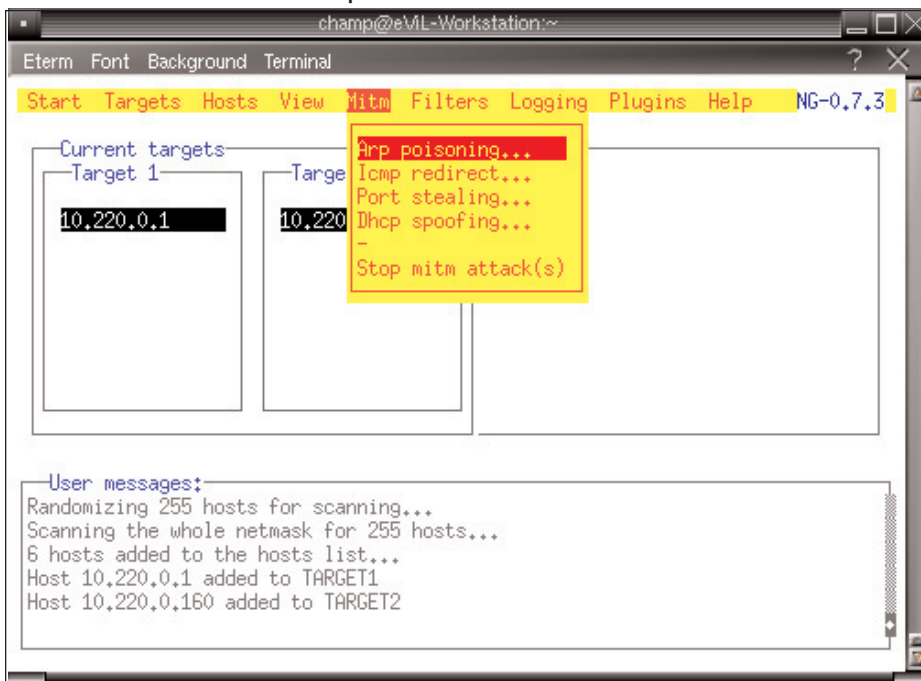 champ@eViL-Workstation:~
Eterm Font Background Terminal ? X
Start Targets Hosts View Mitm Filters Logging Plugins Help NG-0.7.3
Current targets
Target 1
Targe
10.220.0.1
10.220
Arp poisoning...
Icmp redirect...
Port stealing...
Dhcp spoofing...
-
Stop mitm attack(s)
User messages:
Randomizing 255 hosts for scanning...
Scanning the whole netmask for 255 hosts...
6 hosts added to the hosts list...
Host 10.220.0.1 added to TARGET1
Host 10.220.0.160 added to TARGET2